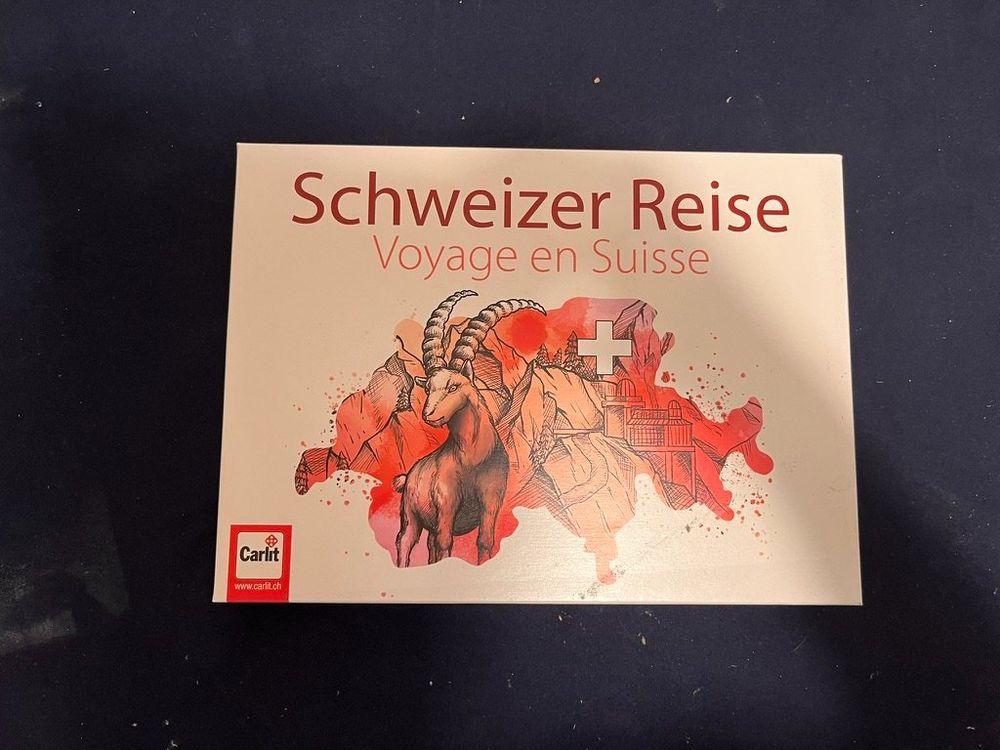 Schweizer Reise
Voyage en Suisse
Carlit
www.carlit.ch